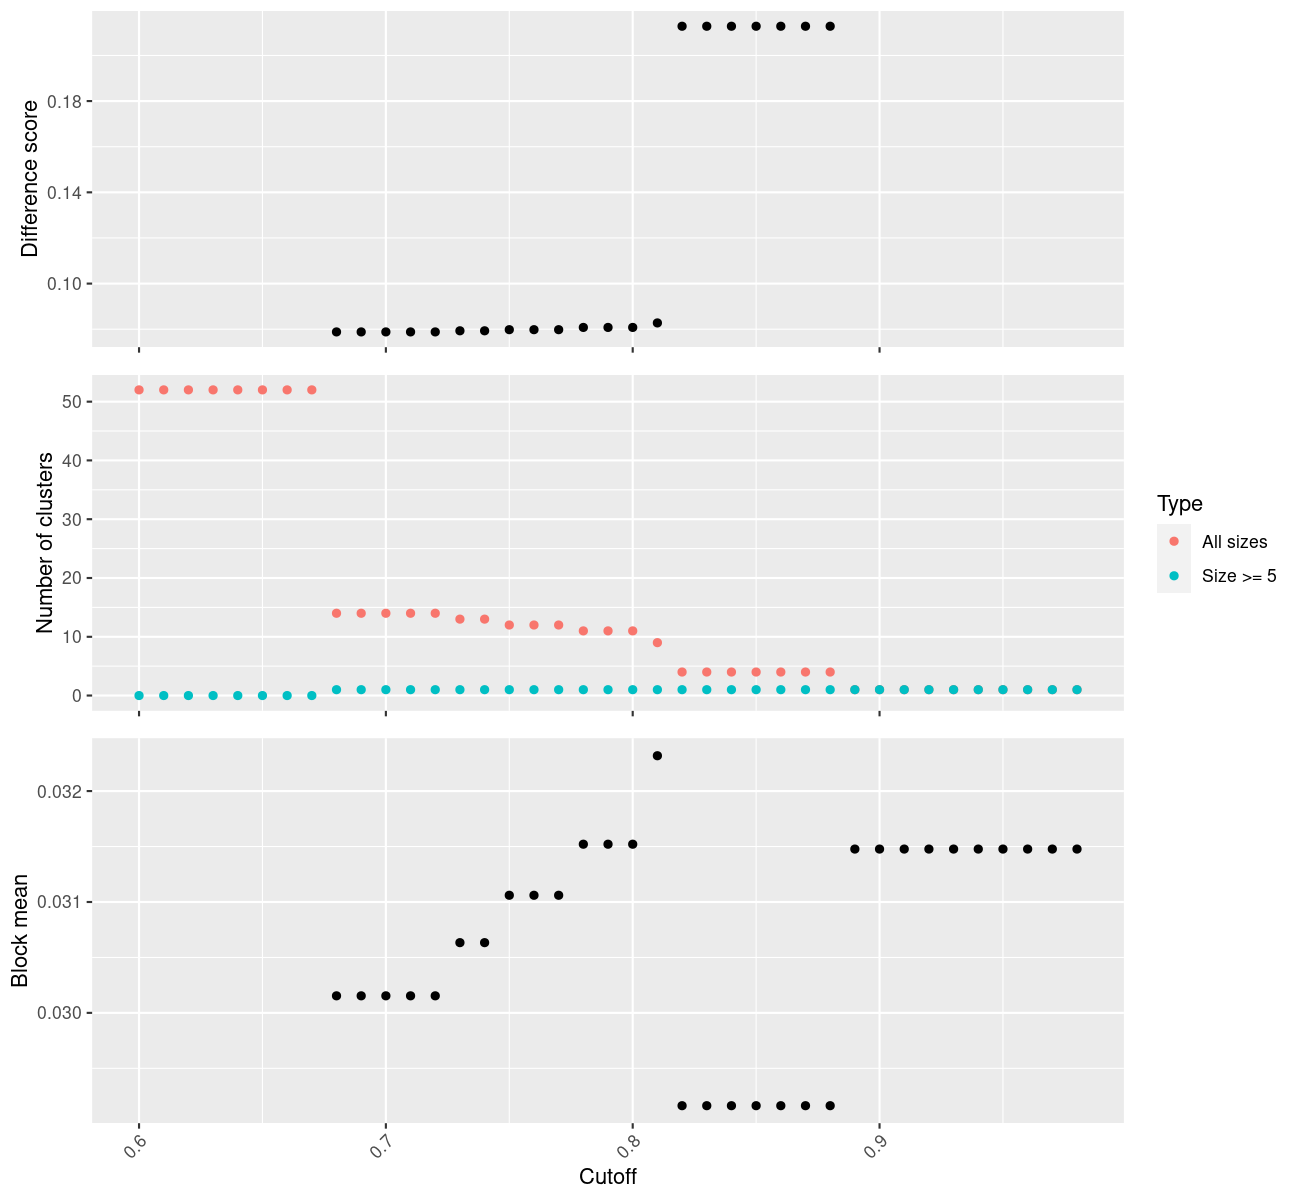 Difference score
0.18
0.14
0.10
Number of clusters
50
40
30
20
10
0
Type
All sizes
Size >= 5
Block mean
0.032
0.031
0.030
0.6
0.7
0.8
0.9
Cutoff